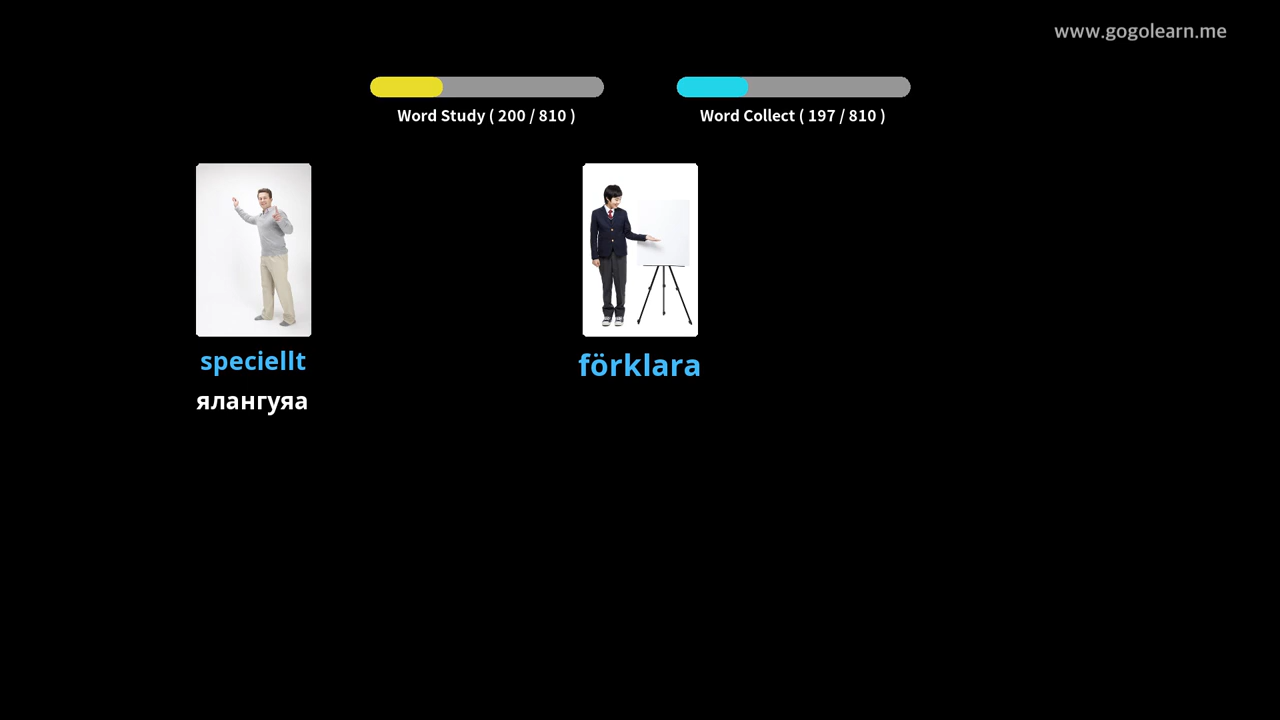 www.gogolearn.me
Word Study ( 200 / 810 )
Word Collect ( 197 / 810 )
speciellt
ялангуяа
förklara